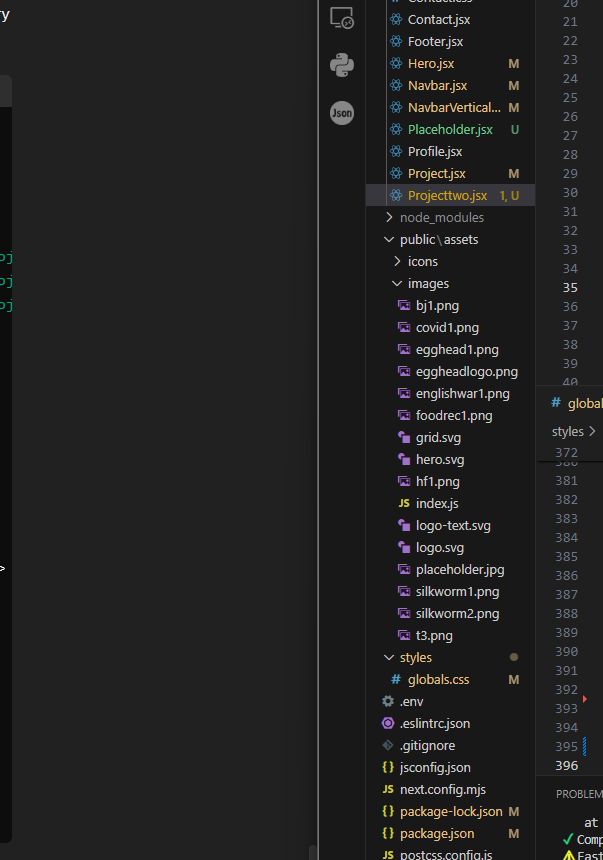 ry
oj
oj
oj
>
Json
Contact.jsx
Footer.jsx
Hero.jsx M
Navbar.jsx M
NavbarVertical... M
Placeholder.jsx U
Profile.jsx
Project.jsx M
Projecttwo.jsx 1, U
node_modules
public\assets
icons
images
bj1.png
covid1.png
egghead1.png
eggheadlogo.png
englishwar1.png
foodrec1.png
grid.svg
hero.svg
hf1.png
JS index.js
logo-text.svg
logo.svg
placeholder.jpg
silkworm1.png
silkworm2.png
t3.png
styles
# globals.css M
.env
.eslintrc.json
.gitignore
{} jsconfig.json
JS next.config.mjs
{} package-lock.json M
{} package.json M
JS postcss.config.js
20
21
22
23
24
25
26
27
28
29
30
31
32
33
34
35
36
37
38
39
40
# global
styles >
372
380
381
382
383
384
385
386
387
388
389
390
391
392
393
394
395
396
PROBLEM
at
✓ Comp
⚠ Fast